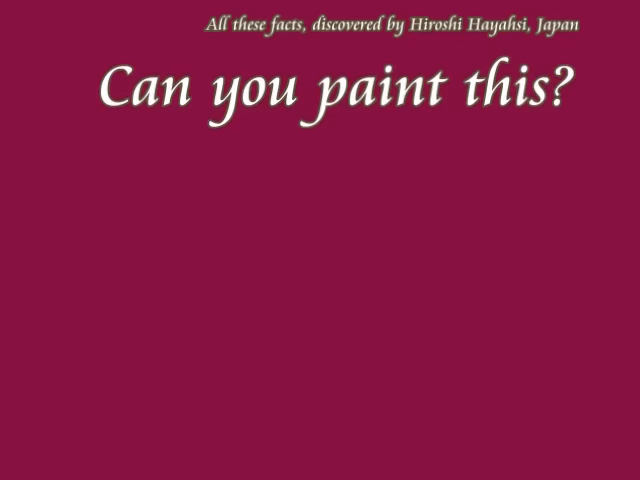 All these facts, discovered by Hiroshi Hayahsi, Japan
Can you paint this?